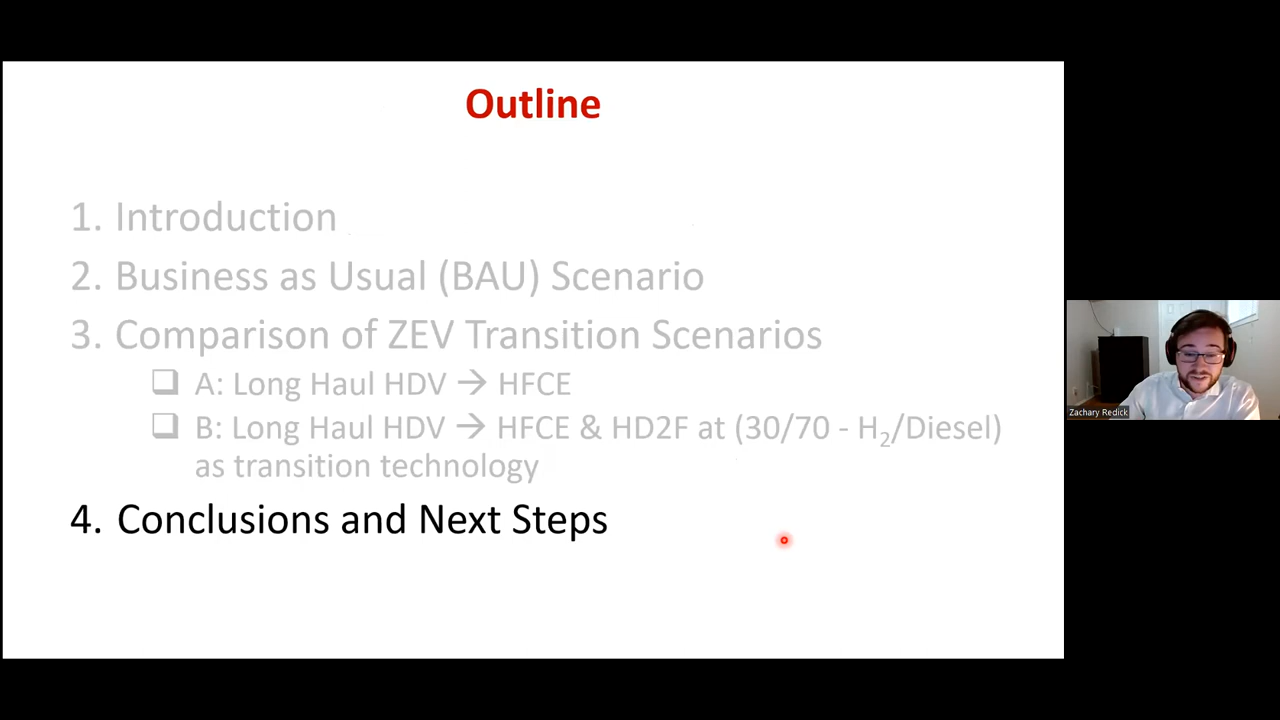 Outline
1. Introduction
2. Business as Usual (BAU) Scenario
3. Comparison of ZEV Transition Scenarios
❑ A: Long Haul HDV → HFCE
❑ B: Long Haul HDV → HFCE & HD2F at (30/70 - H₂/Diesel)
as transition technology
4. Conclusions and Next Steps
Zachary Redick